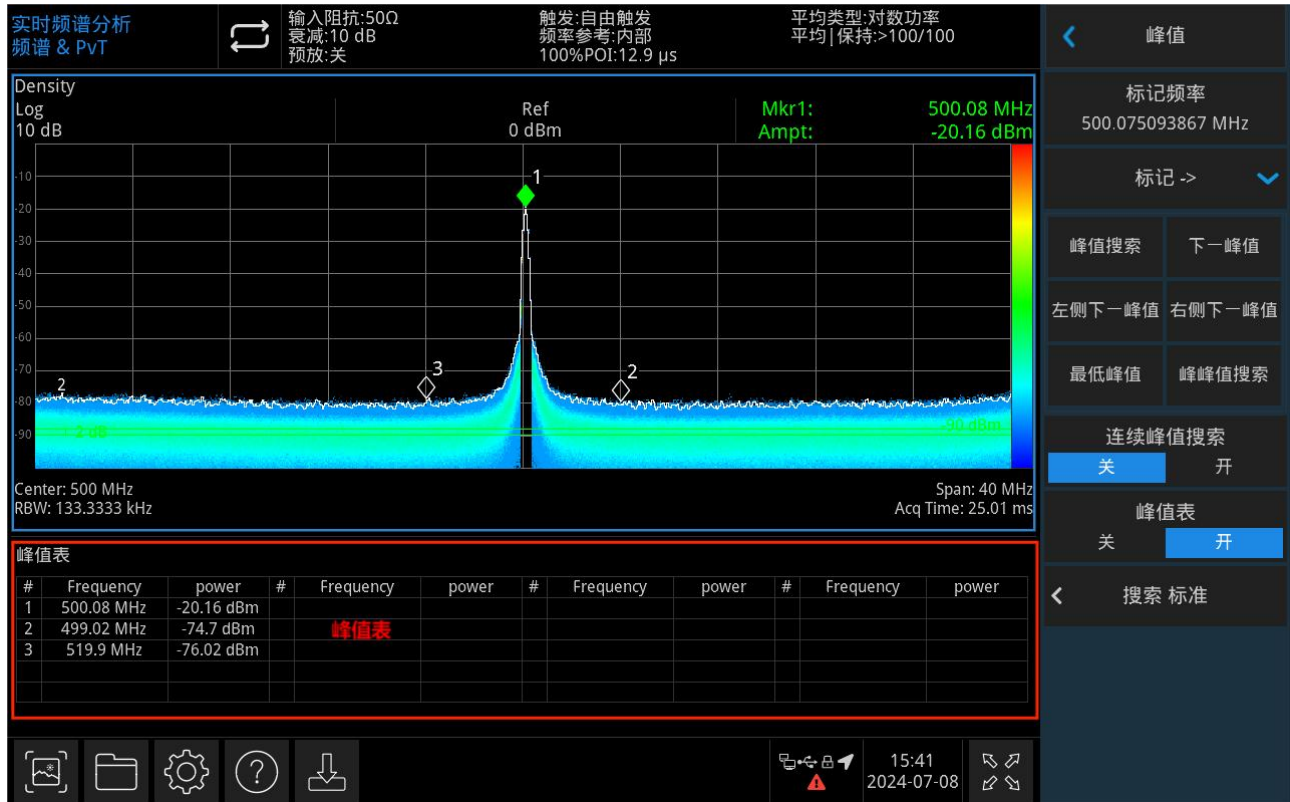 实时频谱分析
频谱 & PvT
输入阻抗:50Ω
衰减:10 dB
预放:关
触发:自由触发
频率参考:内部
100%POI:12.9 µs
平均类型:对数功率
平均|保持:>100/100
Density
Log
10 dB
Ref
0 dBm
Mkr1: 500.08 MHz
Ampt: -20.16 dBm
1
-10
-20
-30
-40
-50
-60
-70
-80
-90
2
3
2
-90 dBm
Center: 500 MHz
RBW: 133.3333 kHz
Span: 40 MHz
Acq Time: 25.01 ms
峰值表
# Frequency power # Frequency power # Frequency power # Frequency power
1 500.08 MHz -20.16 dBm
2 499.02 MHz -74.7 dBm 峰值表
3 519.9 MHz -76.02 dBm
15:41
2024-07-08
峰值
标记频率
500.075093867 MHz
标记 ->
峰值搜索 下一峰值
左侧下一峰值 右侧下一峰值
最低峰值 峰峰值搜索
连续峰值搜索
关 开
峰值表
关 开
搜索 标准